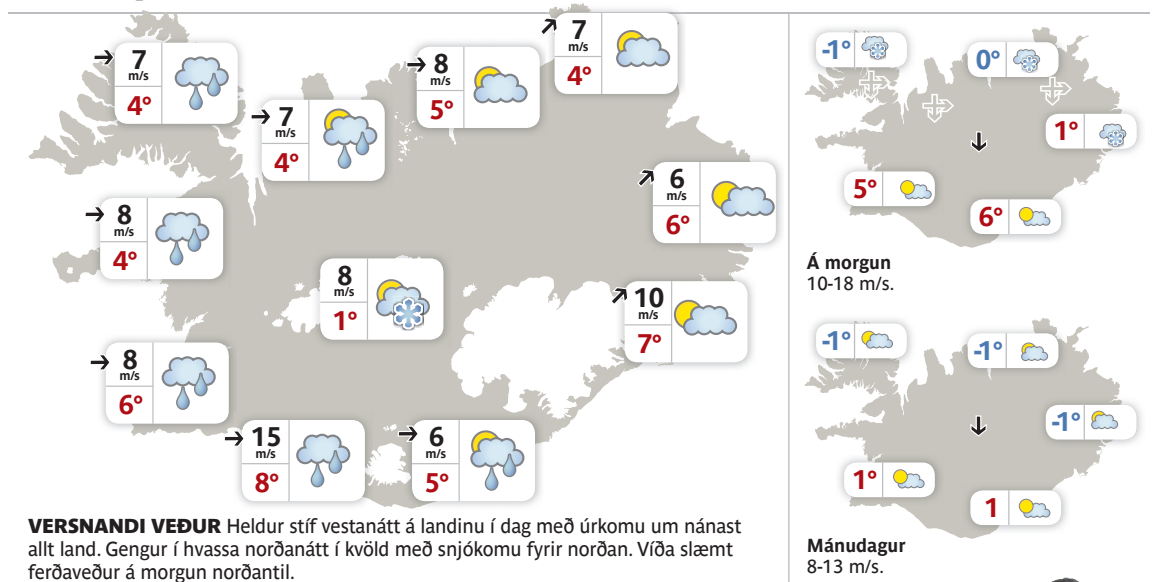 7
m/s
4°
7
m/s
4°
8
m/s
5°
7
m/s
4°
8
m/s
4°
8
m/s
1°
6
m/s
6°
10
m/s
7°
8
m/s
6°
15
m/s
8°
6
m/s
5°
VERSNANDI VEÐUR Heldur stíf vestanátt á landinu í dag með úrkomu um nánast
allt land. Gengur í hvassa norðanátt í kvöld með snjókomu fyrir norðan. Víða slæmt
ferðaveður á morgun norðantil.
-1°
0°
1°
5°
6°
Á morgun
10-18 m/s.
-1°
-1°
-1°
1°
1
Mánudagur
8-13 m/s.